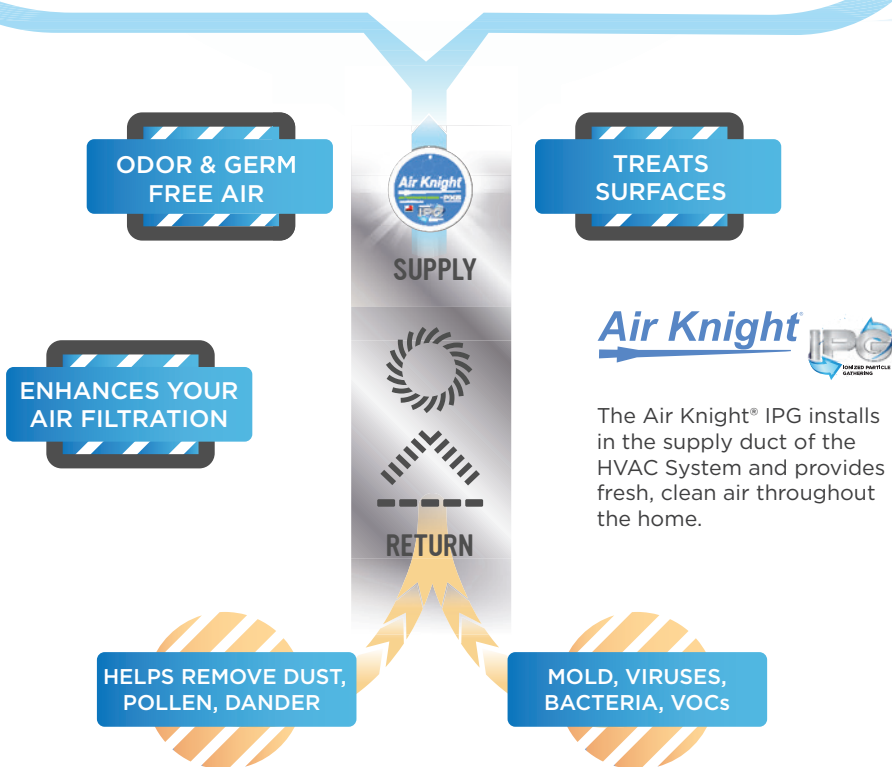 ODOR & GERM
FREE AIR
TREATS
SURFACES
Air Knight
IPG
SUPPLY
ENHANCES YOUR
AIR FILTRATION
Air Knight®
IPG
IONIZED PARTICLE
GATHERING
The Air Knight® IPG installs
in the supply duct of the
HVAC System and provides
fresh, clean air throughout
the home.
RETURN
HELPS REMOVE DUST,
POLLEN, DANDER
MOLD, VIRUSES,
BACTERIA, VOCs